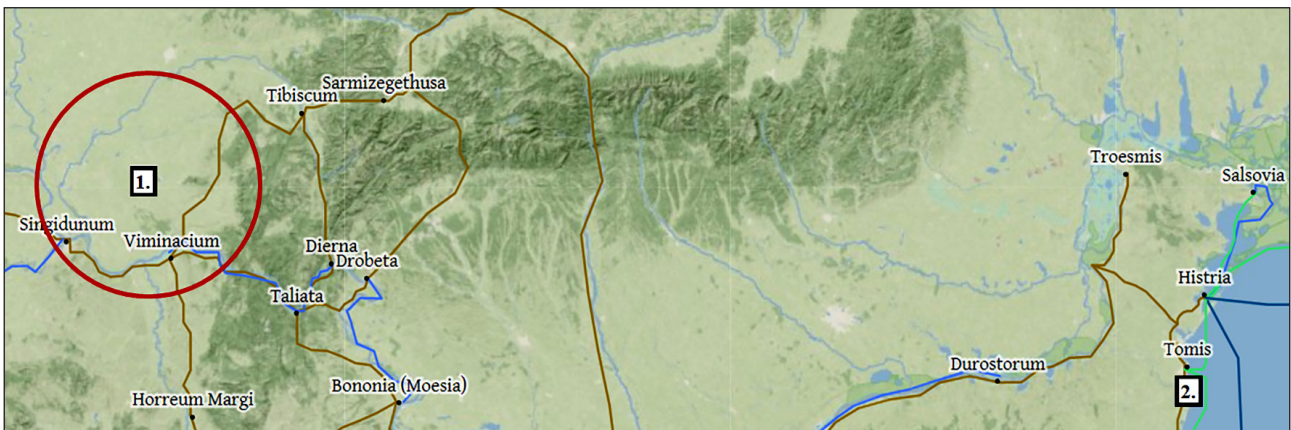 Sarmizegethusa
Tibiscum
Troesmis
Salsovia
1.
Singidunum
Viminacium
Dierna
Drobeta
Histria
Taliata
Tomis
Durostorum
Bononia (Moesia)
2.
Horreum Margi